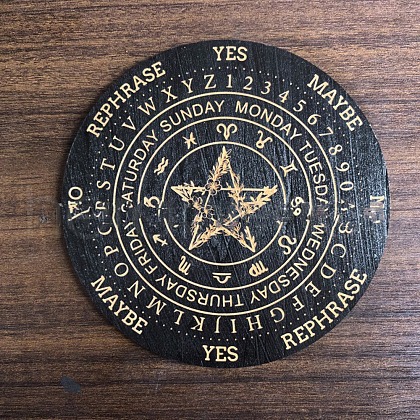 YES
MAYBE
NO
REPHRASE
YES
MAYBE
NO
REPHRASE
1 2 3 4 5 6 7 8 9 0
A B C D E F G H I J K L M N O P Q R S T U V W X Y Z
SUNDAY MONDAY TUESDAY WEDNESDAY THURSDAY FRIDAY SATURDAY